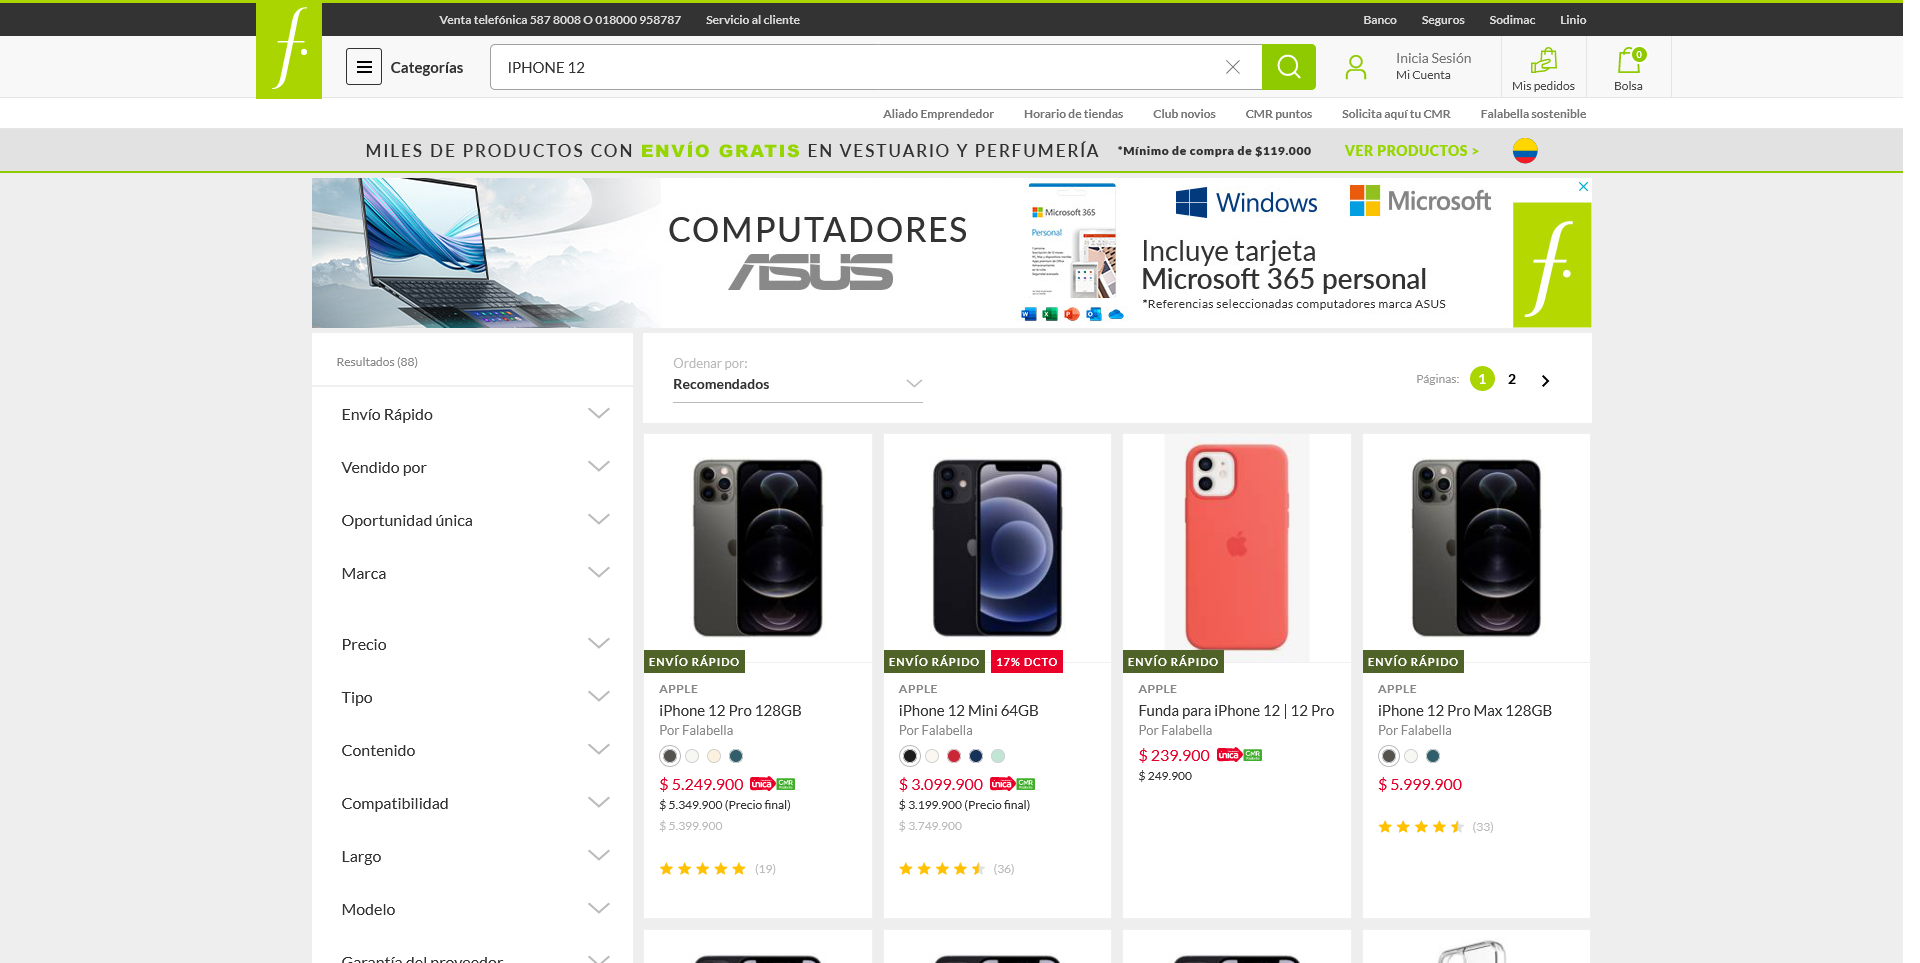 Venta telefónica 587 8008 O 018000 958787 Servicio al cliente Banco Seguros Sodimac Linio
f.
Categorías
IPHONE 12
Inicia Sesión
Mi Cuenta
Mis pedidos
0
Bolsa
Aliado Emprendedor Horario de tiendas Club novios CMR puntos Solicita aquí tu CMR Falabella sostenible
MILES DE PRODUCTOS CON ENVÍO GRATIS EN VESTUARIO Y PERFUMERÍA *Mínimo de compra de $119.000 VER PRODUCTOS >
COMPUTADORES
ASUS
Microsoft 365
Personal
Windows
Microsoft
Incluye tarjeta
Microsoft 365 personal
*Referencias seleccionadas computadores marca ASUS
f.
Resultados (88)
Envío Rápido
Vendido por
Oportunidad única
Marca
Precio
Tipo
Contenido
Compatibilidad
Largo
Modelo
Garantía del proveedor
Ordenar por:
Recomendados
Páginas: 1 2
ENVÍO RÁPIDO
APPLE
iPhone 12 Pro 128GB
Por Falabella
$ 5.249.900 única CMR
$ 5.349.900 (Precio final)
$ 5.399.900
(19)
ENVÍO RÁPIDO 17% DCTO
APPLE
iPhone 12 Mini 64GB
Por Falabella
$ 3.099.900 única CMR
$ 3.199.900 (Precio final)
$ 3.749.900
(36)
ENVÍO RÁPIDO
APPLE
Funda para iPhone 12 | 12 Pro
Por Falabella
$ 239.900 única CMR
$ 249.900
ENVÍO RÁPIDO
APPLE
iPhone 12 Pro Max 128GB
Por Falabella
$ 5.999.900
(33)